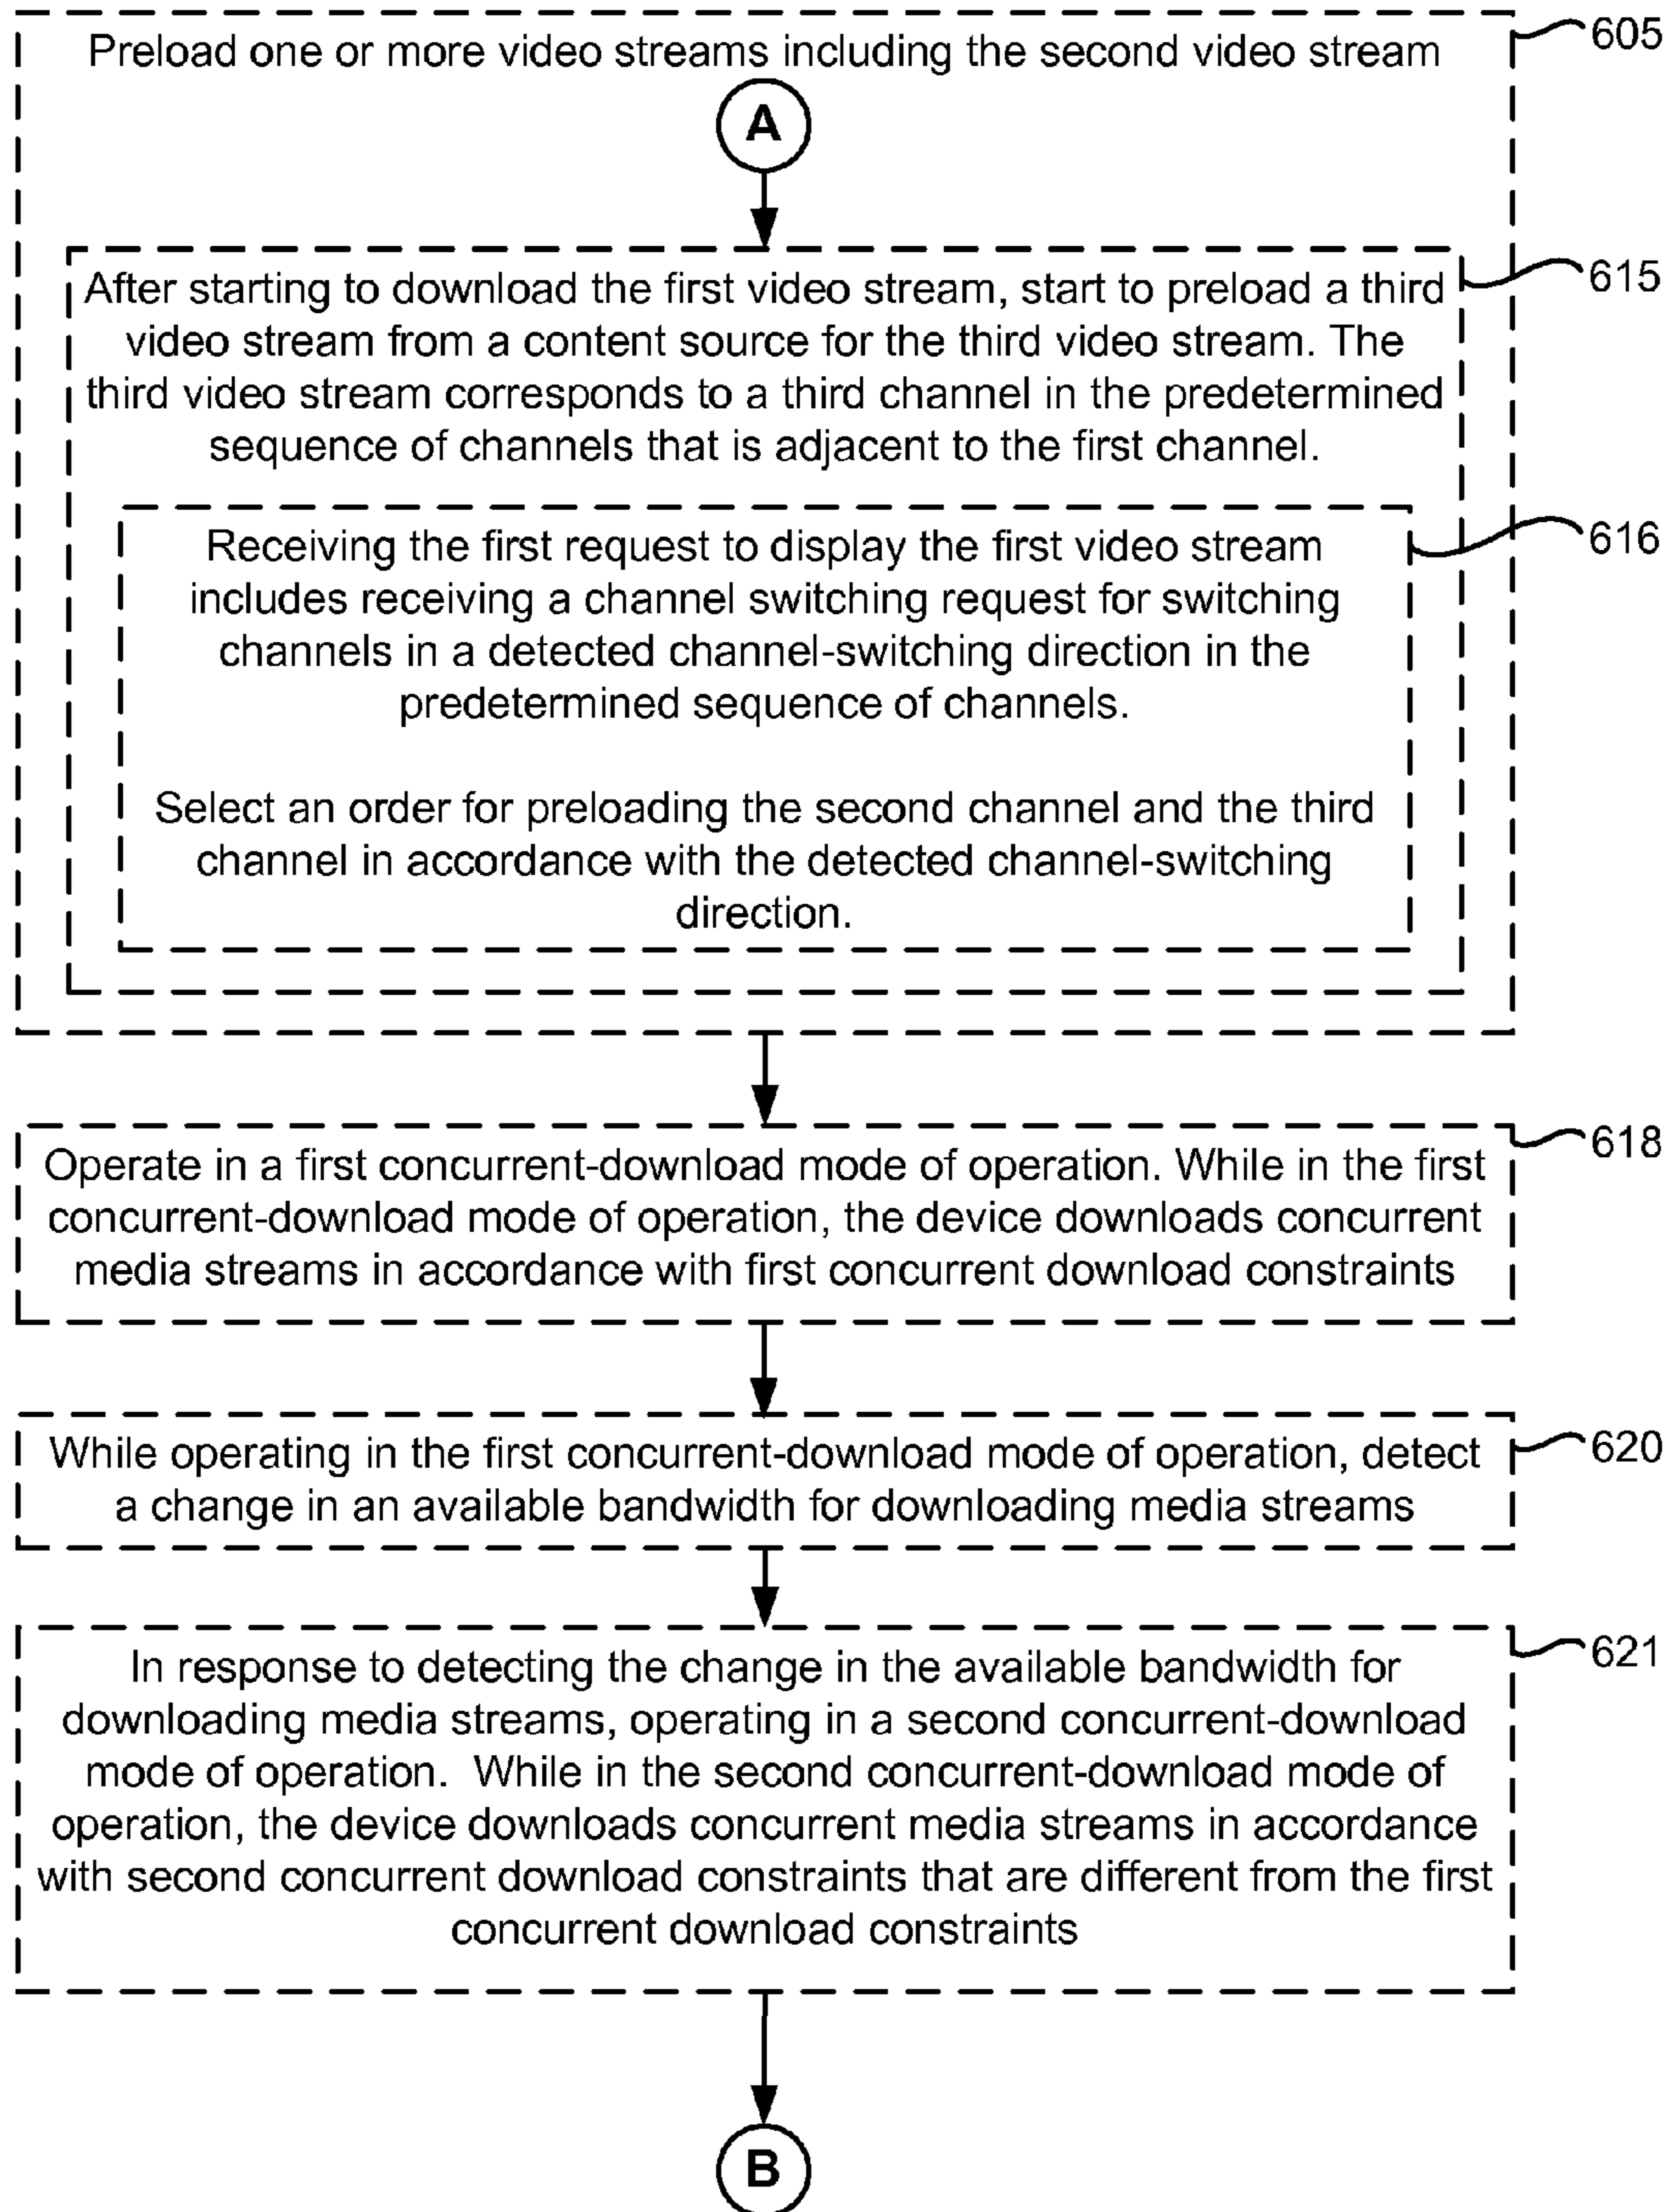 Preload one or more video streams including the second video stream
605
A
After starting to download the first video stream, start to preload a third
615
video stream from a content source for the third video stream. The
third video stream corresponds to a third channel in the predetermined
sequence of channels that is adjacent to the first channel.
Receiving the first request to display the first video stream
616
includes receiving a channel switching request for switching
channels in a detected channel-switching direction in the
predetermined sequence of channels.
Select an order for preloading the second channel and the third
channel in accordance with the detected channel-switching
direction.
Operate in a first concurrent-download mode of operation. While in the first
618
concurrent-download mode of operation, the device downloads concurrent
media streams in accordance with first concurrent download constraints
While operating in the first concurrent-download mode of operation, detect
620
a change in an available bandwidth for downloading media streams
In response to detecting the change in the available bandwidth for
621
downloading media streams, operating in a second concurrent-download
mode of operation.  While in the second concurrent-download mode of
operation, the device downloads concurrent media streams in accordance
with second concurrent download constraints that are different from the first
concurrent download constraints
B